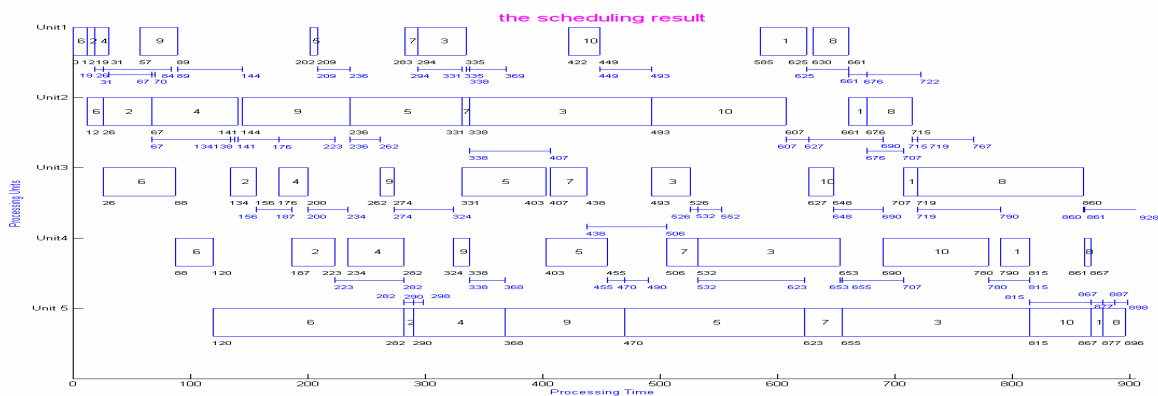 the scheduling result
Unit1
6 2 4 9 5 7 3 10 1 8
0 12 19 26 31 57 89 202 209 283 294 335 422 449 585 625 630 661
19 26 31 84 89 144 209 236 294 331 335 369 449 493 625 661 676 722
31 67 70 338
Unit2
6 2 4 9 5 7 3 10 1 8
12 26 67 141 144 236 331 338 493 607 661 676 715
67 134 138 141 176 223 236 262 607 627 690 715 719 767
338 407 676 707
Unit3
6 2 4 9 5 7 3 10 1 8
26 88 134 156 176 200 262 274 331 403 407 438 493 526 627 648 707 719 860
156 187 200 234 274 324 526 532 552 648 690 719 790 860 861 928
438 506
Unit4
6 2 4 9 5 7 3 10 1 8
88 120 187 223 234 282 324 338 403 455 506 532 653 690 780 790 815 861 867
223 282 338 368 455 470 490 532 623 653 655 707 780 815
282 290 298 815 867 887
877 898
Unit 5
6 2 4 9 5 7 3 10 1 8
120 282 290 368 470 623 655 815 867 877 896
0 100 200 300 400 500 600 700 800 900
Processing Time
Processing Units